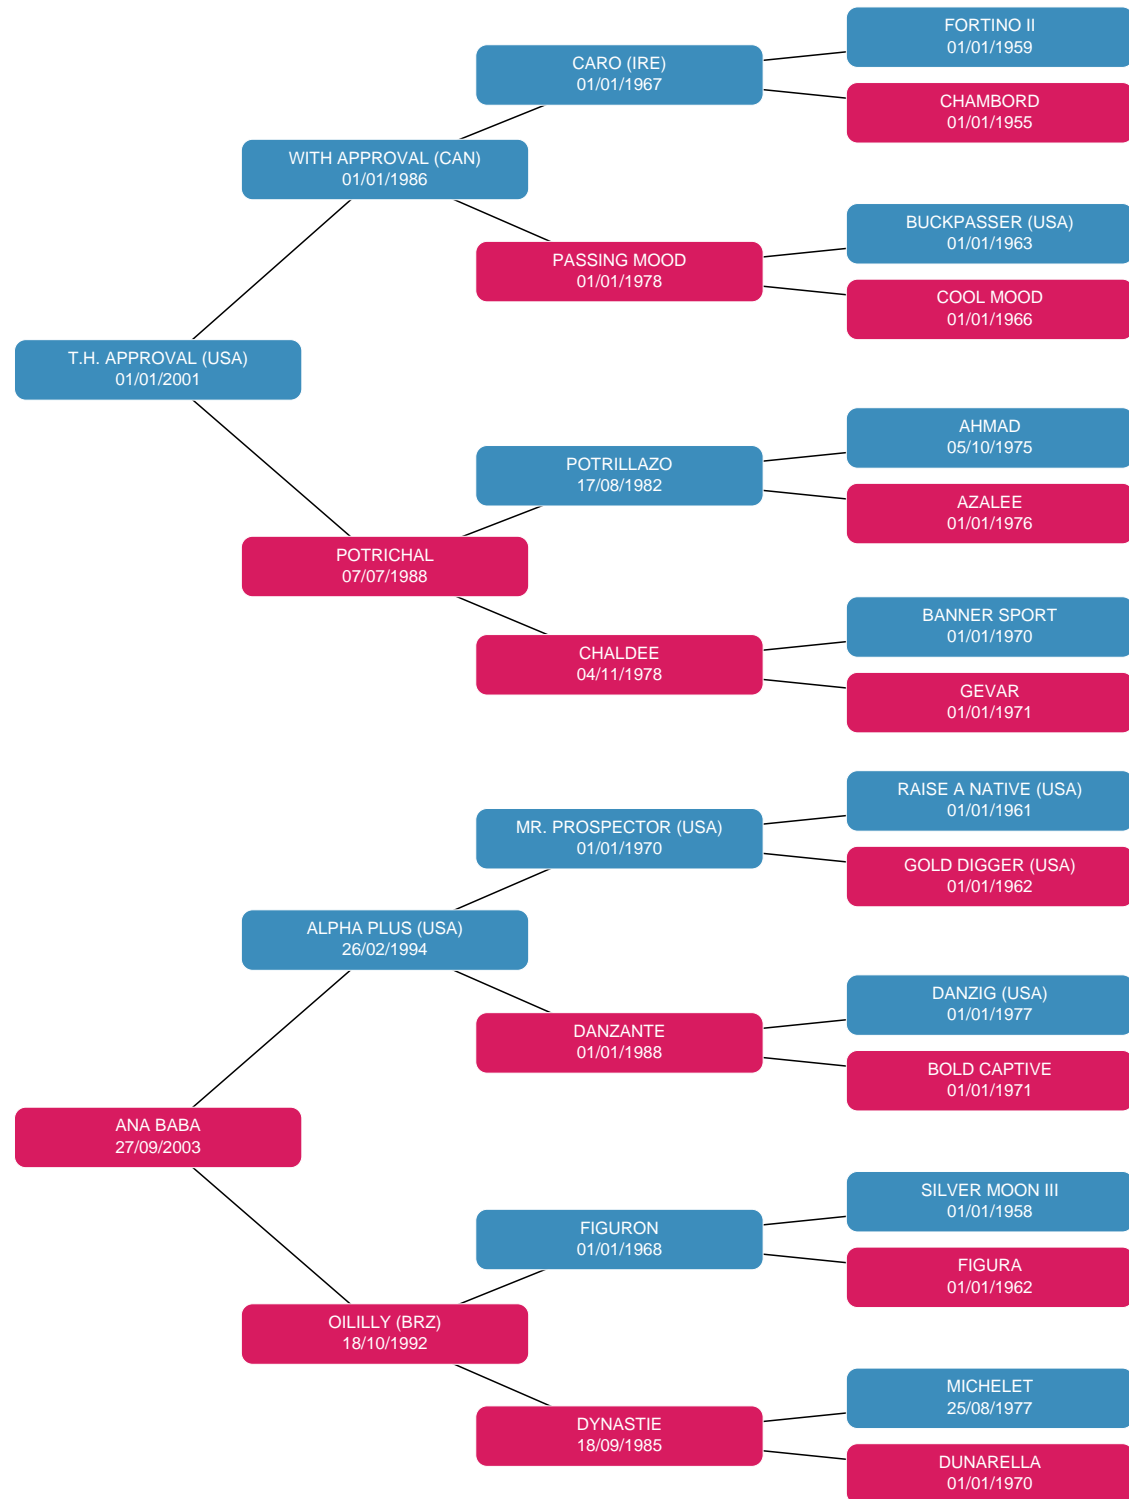 FORTINO II
01/01/1959
CARO (IRE)
01/01/1967
CHAMBORD
01/01/1955
WITH APPROVAL (CAN)
01/01/1986
BUCKPASSER (USA)
01/01/1963
PASSING MOOD
01/01/1978
COOL MOOD
01/01/1966
T.H. APPROVAL (USA)
01/01/2001
AHMAD
05/10/1975
POTRILLAZO
17/08/1982
AZALEE
01/01/1976
POTRICHAL
07/07/1988
BANNER SPORT
01/01/1970
CHALDEE
04/11/1978
GEVAR
01/01/1971
RAISE A NATIVE (USA)
01/01/1961
MR. PROSPECTOR (USA)
01/01/1970
GOLD DIGGER (USA)
01/01/1962
ALPHA PLUS (USA)
26/02/1994
DANZIG (USA)
01/01/1977
DANZANTE
01/01/1988
BOLD CAPTIVE
01/01/1971
ANA BABA
27/09/2003
SILVER MOON III
01/01/1958
FIGURON
01/01/1968
FIGURA
01/01/1962
OILILLY (BRZ)
18/10/1992
MICHELET
25/08/1977
DYNASTIE
18/09/1985
DUNARELLA
01/01/1970